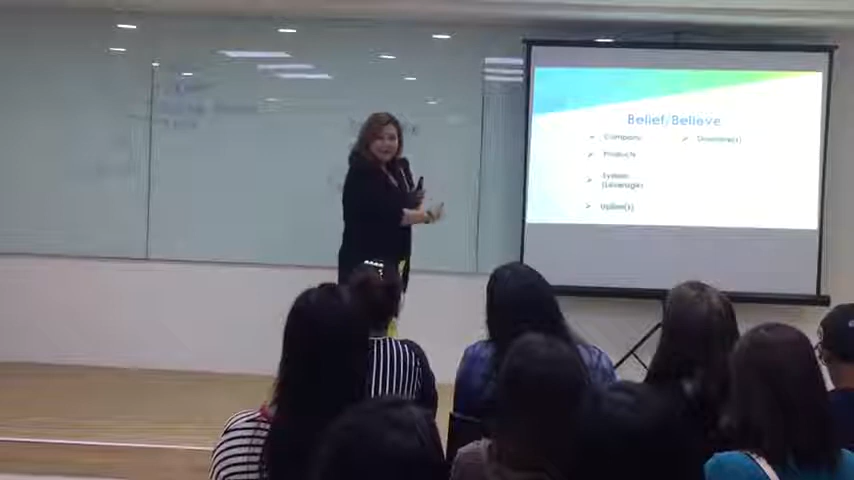 Belief/Believe
Company
Products
System
(Leverage)
Upline(s)
Downline(s)